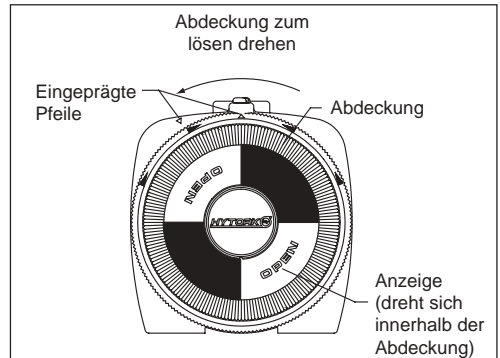 Abdeckung zum
lösen drehen
Eingeprägte
Pfeile
Abdeckung
OPEN
HYTORK
OPEN
Anzeige
(dreht sich
innerhalb der
Abdeckung)